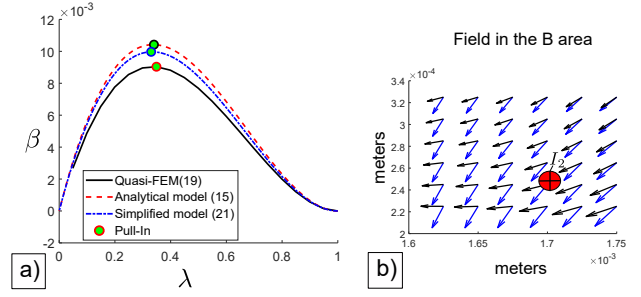 ×10⁻³
12
10
8
6
4
2
0
-2
β
0
0.2
0.4
0.6
0.8
1
λ
Quasi-FEM(19)
Analytical model (15)
Simplified model (21)
Pull-In
a)
Field in the B area
×10⁻⁴
3.4
3.2
3
2.8
2.6
2.4
2.2
2
meters
I₂
1.6
1.65
1.7
1.75
×10⁻³
meters
b)